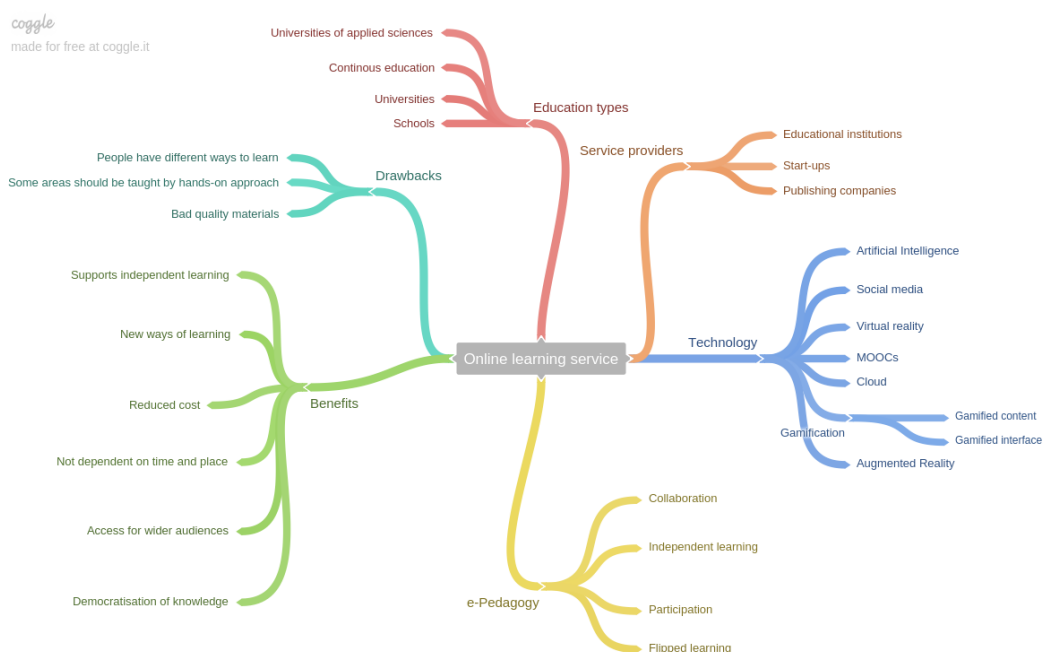 coggle
made for free at coggle.it
Universities of applied sciences
Continous education
Universities
Schools
Education types
Service providers
Educational institutions
Start-ups
Publishing companies
People have different ways to learn
Some areas should be taught by hands-on approach
Bad quality materials
Drawbacks
Supports independent learning
New ways of learning
Reduced cost
Not dependent on time and place
Access for wider audiences
Democratisation of knowledge
Benefits
Online learning service
Technology
Artificial Intelligence
Social media
Virtual reality
MOOCs
Cloud
Gamification
Gamified content
Gamified interface
Augmented Reality
e-Pedagogy
Collaboration
Independent learning
Participation
Flipped learning